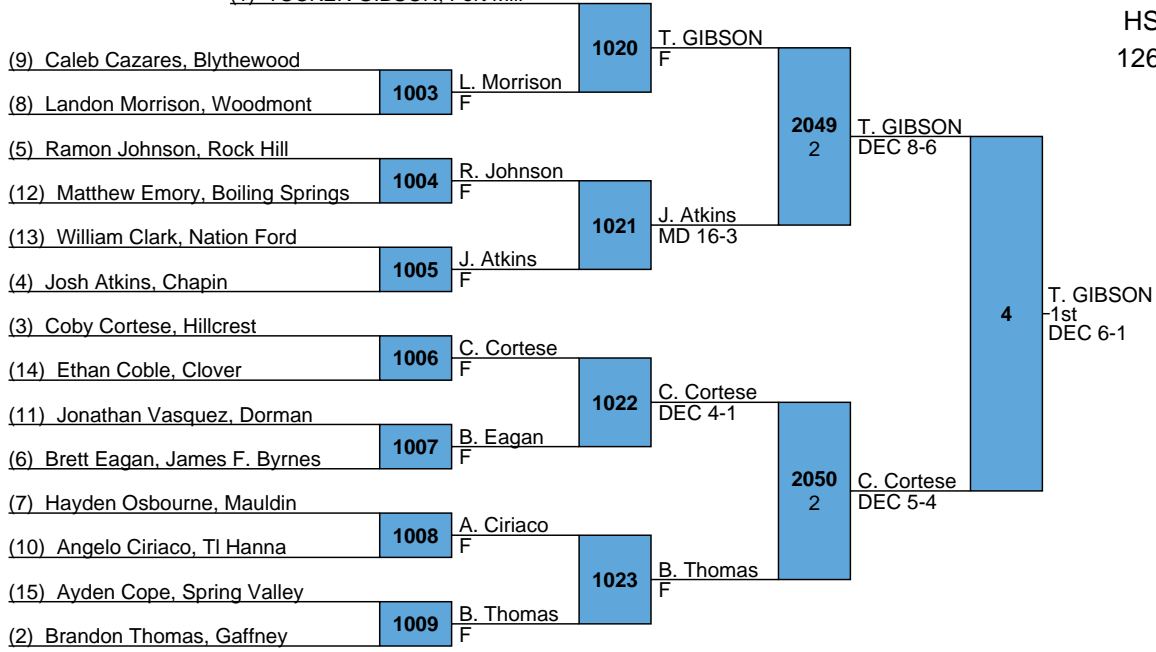 HS
126
1020
T. GIBSON
F
(9) Caleb Cazares, Blythewood
1003
L. Morrison
F
(8) Landon Morrison, Woodmont
2049
2
T. GIBSON
DEC 8-6
(5) Ramon Johnson, Rock Hill
1004
R. Johnson
F
(12) Matthew Emory, Boiling Springs
1021
J. Atkins
MD 16-3
(13) William Clark, Nation Ford
1005
J. Atkins
F
(4) Josh Atkins, Chapin
4
T. GIBSON
1st
DEC 6-1
(3) Coby Cortese, Hillcrest
1006
C. Cortese
F
(14) Ethan Coble, Clover
1022
C. Cortese
DEC 4-1
(11) Jonathan Vasquez, Dorman
1007
B. Eagan
F
(6) Brett Eagan, James F. Byrnes
2050
2
C. Cortese
DEC 5-4
(7) Hayden Osbourne, Mauldin
1008
A. Ciriaco
F
(10) Angelo Ciriaco, Tl Hanna
1023
B. Thomas
F
(15) Ayden Cope, Spring Valley
1009
B. Thomas
F
(2) Brandon Thomas, Gaffney